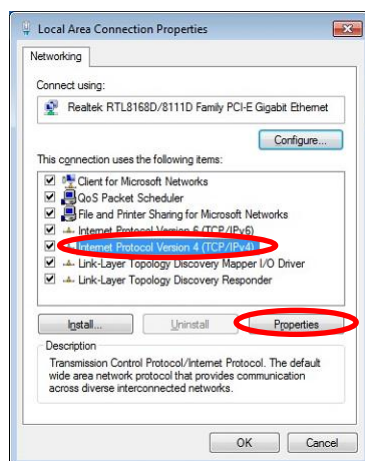 Local Area Connection Properties
Networking
Connect using:
Realtek RTL8168D/8111D Family PCI-E Gigabit Ethernet
Configure...
This connection uses the following items:
Client for Microsoft Networks
QoS Packet Scheduler
File and Printer Sharing for Microsoft Networks
Internet Protocol Version 6 (TCP/IPv6)
Internet Protocol Version 4 (TCP/IPv4)
Link-Layer Topology Discovery Mapper I/O Driver
Link-Layer Topology Discovery Responder
Install... Uninstall Properties
Description
Transmission Control Protocol/Internet Protocol. The default
wide area network protocol that provides communication
across diverse interconnected networks.
OK Cancel